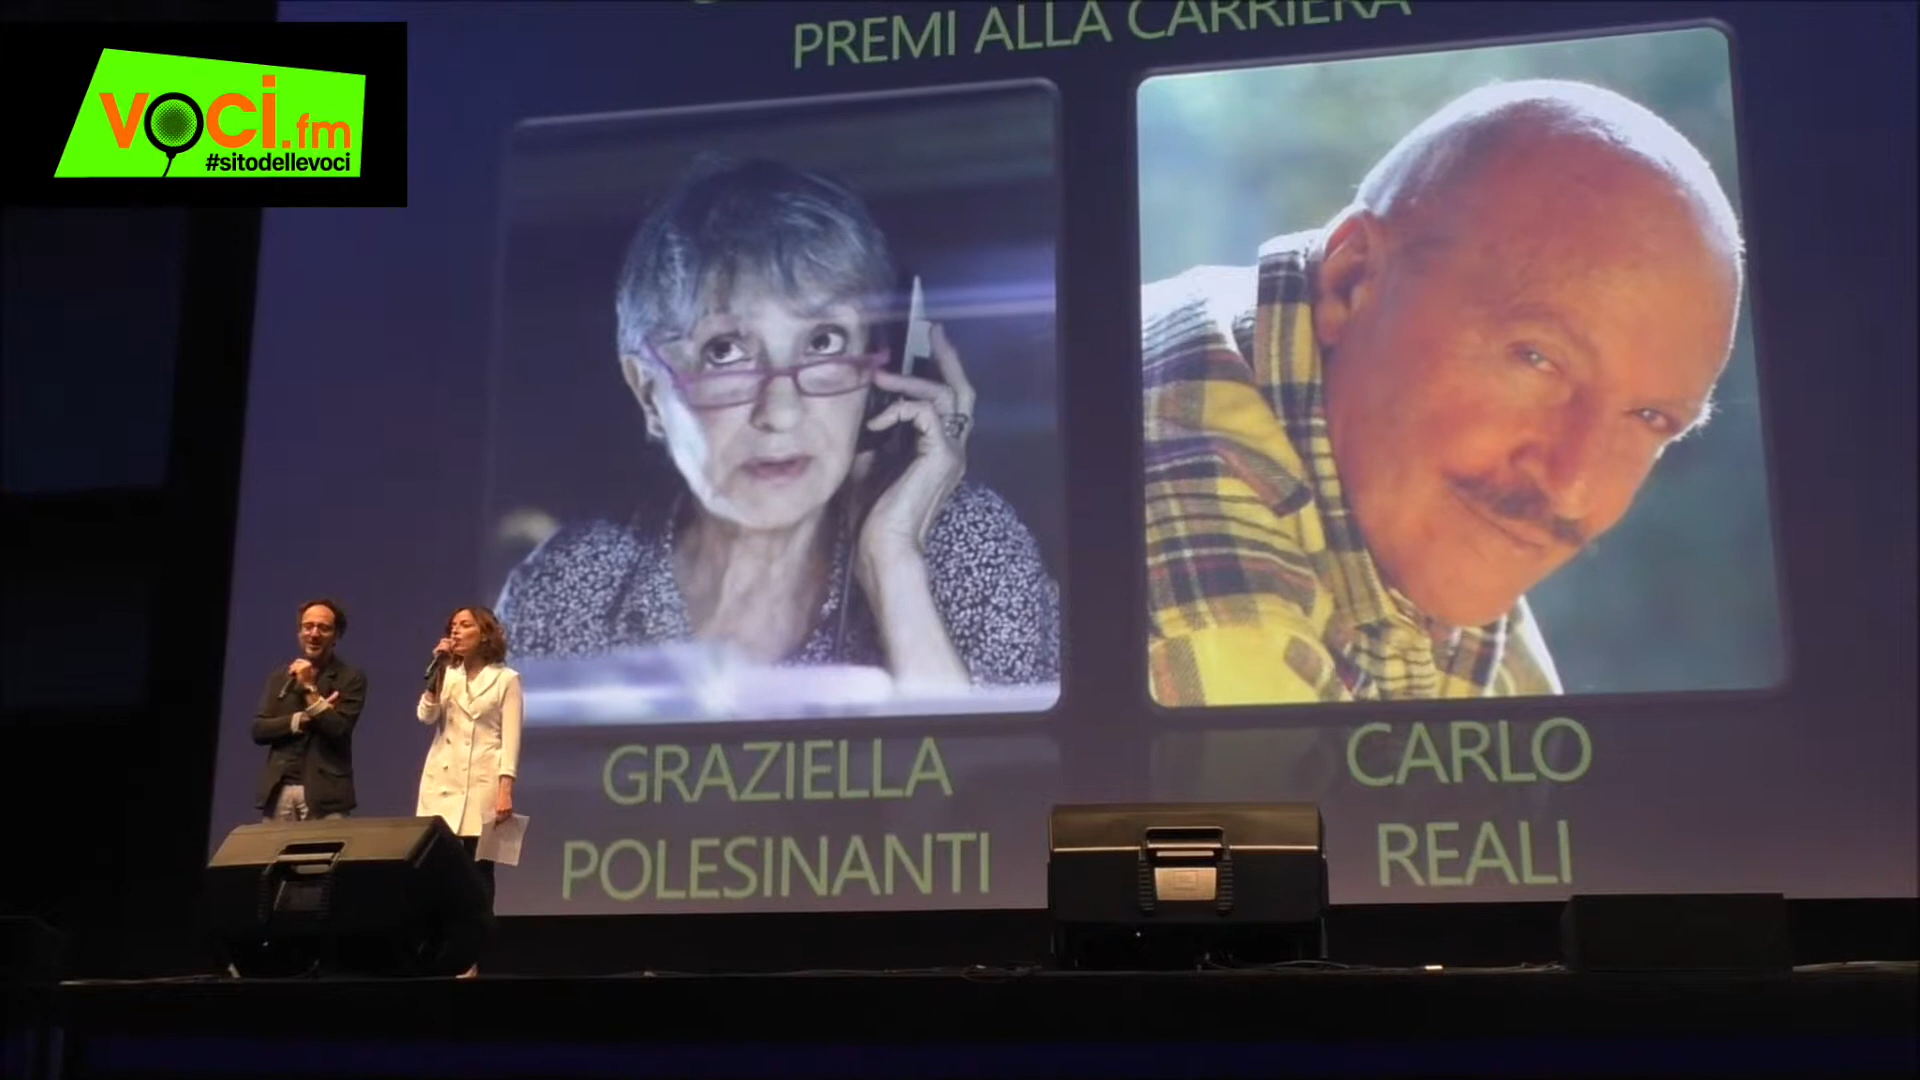 PREMI ALLA CARRIERA
voci.fm
#sitodellevoci
GRAZIELLA
POLESINANTI
CARLO
REALI